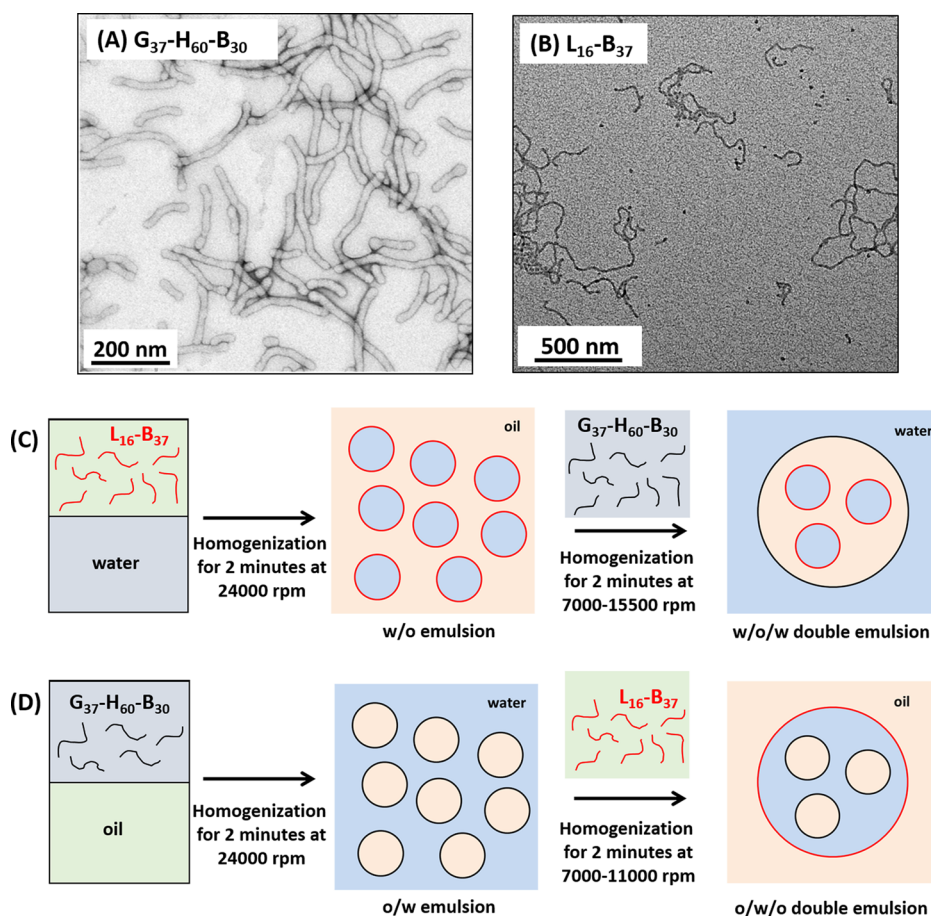 (A) G₃₇-H₆₀-B₃₀
200 nm
(B) L₁₆-B₃₇
500 nm
(C)
L₁₆-B₃₇
water
Homogenization
for 2 minutes at
24000 rpm
oil
w/o emulsion
G₃₇-H₆₀-B₃₀
Homogenization
for 2 minutes at
7000-15500 rpm
water
w/o/w double emulsion
(D)
G₃₇-H₆₀-B₃₀
oil
Homogenization
for 2 minutes at
24000 rpm
water
o/w emulsion
L₁₆-B₃₇
Homogenization
for 2 minutes at
7000-11000 rpm
oil
o/w/o double emulsion